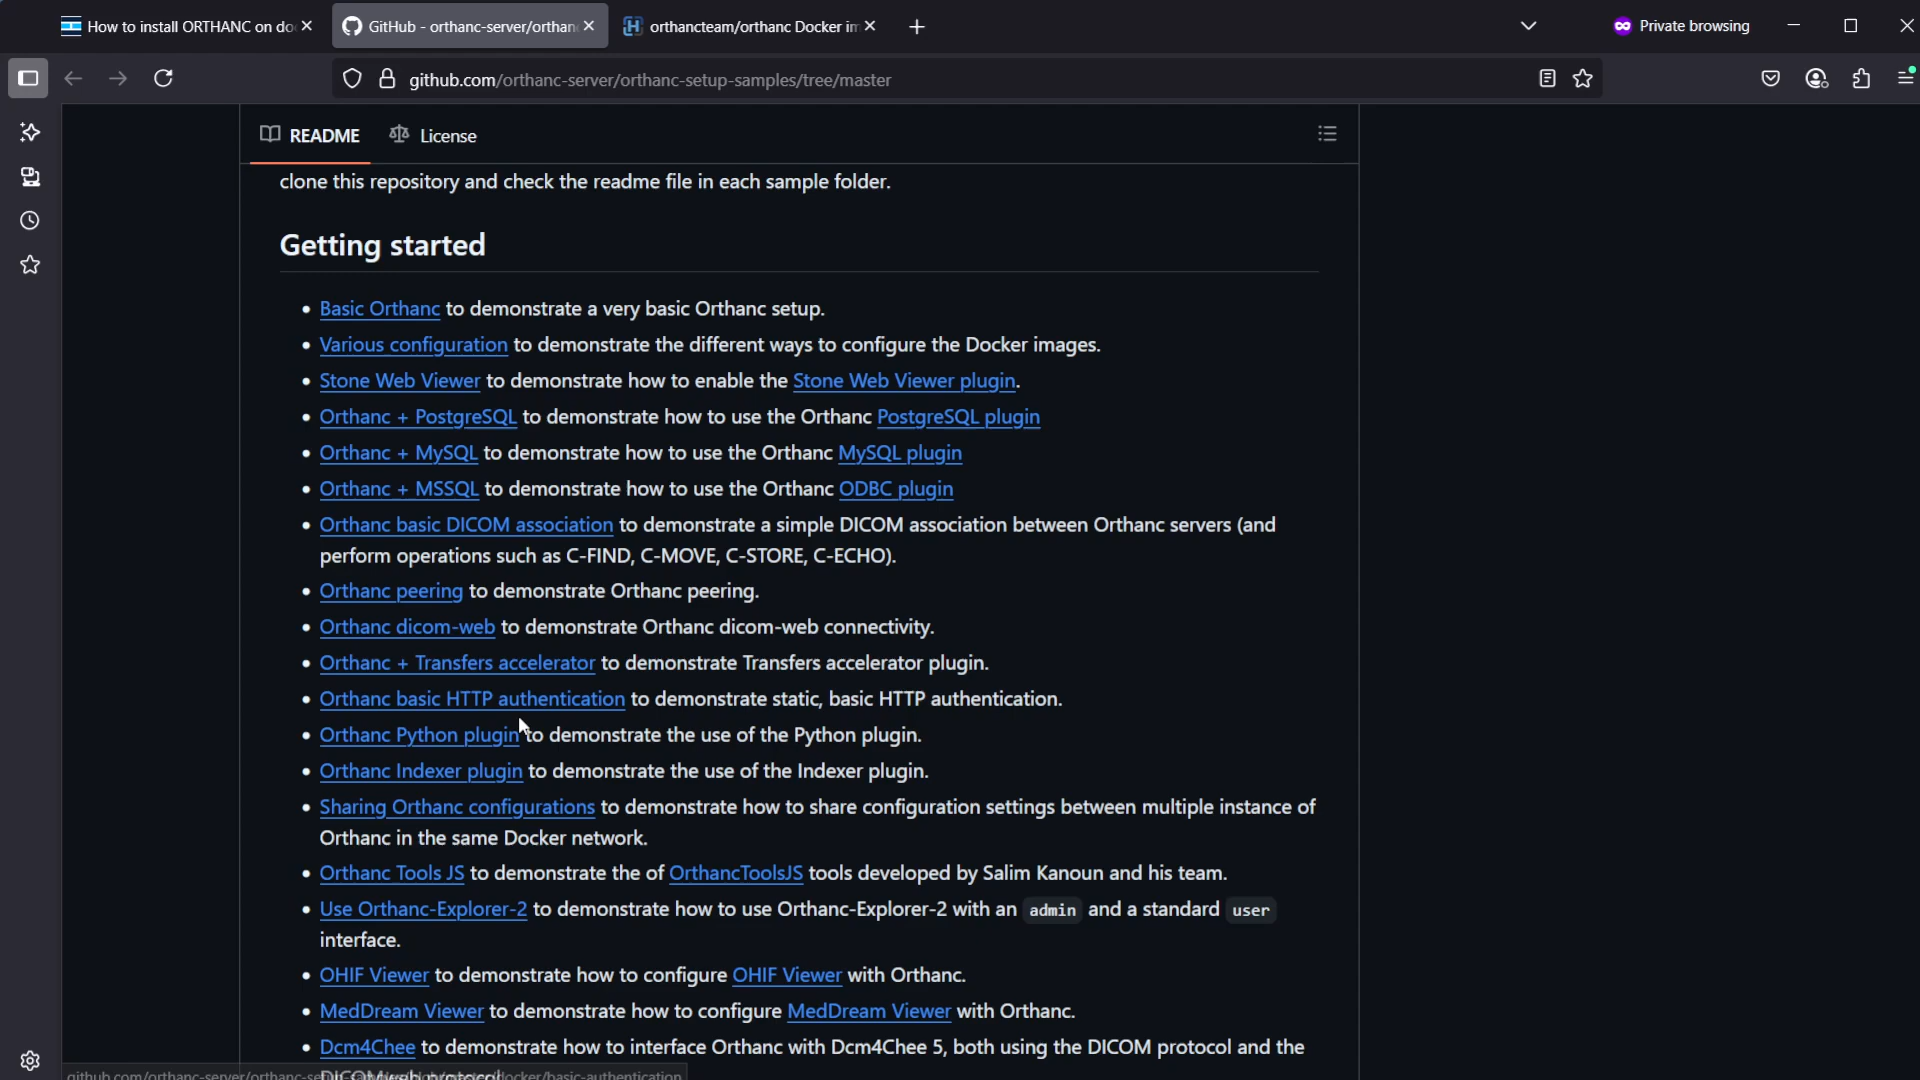 How to install ORTHANC on do
GitHub - orthanc-server/orthan
orthancteam/orthanc Docker im
Private browsing
github.com/orthanc-server/orthanc-setup-samples/tree/master
README
License
clone this repository and check the readme file in each sample folder.
Getting started
• Basic Orthanc to demonstrate a very basic Orthanc setup.
• Various configuration to demonstrate the different ways to configure the Docker images.
• Stone Web Viewer to demonstrate how to enable the Stone Web Viewer plugin.
• Orthanc + PostgreSQL to demonstrate how to use the Orthanc PostgreSQL plugin
• Orthanc + MySQL to demonstrate how to use the Orthanc MySQL plugin
• Orthanc + MSSQL to demonstrate how to use the Orthanc ODBC plugin
• Orthanc basic DICOM association to demonstrate a simple DICOM association between Orthanc servers (and
perform operations such as C-FIND, C-MOVE, C-STORE, C-ECHO).
• Orthanc peering to demonstrate Orthanc peering.
• Orthanc dicom-web to demonstrate Orthanc dicom-web connectivity.
• Orthanc + Transfers accelerator to demonstrate Transfers accelerator plugin.
• Orthanc basic HTTP authentication to demonstrate static, basic HTTP authentication.
• Orthanc Python plugin to demonstrate the use of the Python plugin.
• Orthanc Indexer plugin to demonstrate the use of the Indexer plugin.
• Sharing Orthanc configurations to demonstrate how to share configuration settings between multiple instance of
Orthanc in the same Docker network.
• Orthanc Tools JS to demonstrate the of OrthancToolsJS tools developed by Salim Kanoun and his team.
• Use Orthanc-Explorer-2 to demonstrate how to use Orthanc-Explorer-2 with an admin and a standard user
interface.
• OHIF Viewer to demonstrate how to configure OHIF Viewer with Orthanc.
• MedDream Viewer to demonstrate how to configure MedDream Viewer with Orthanc.
• Dcm4Chee to demonstrate how to interface Orthanc with Dcm4Chee 5, both using the DICOM protocol and the